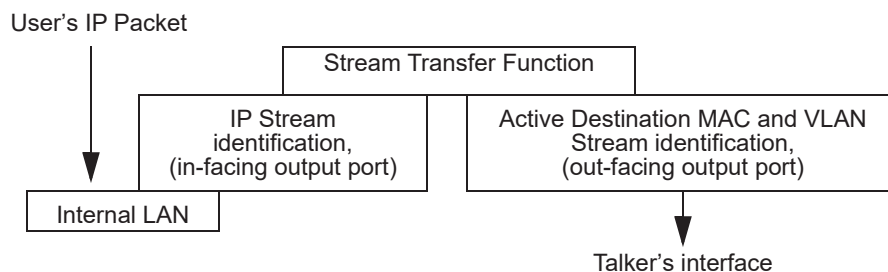 User’s IP Packet
Stream Transfer Function
IP Stream
identification,
(in-facing output port)
Active Destination MAC and VLAN
Stream identification,
(out-facing output port)
Internal LAN
Talker’s interface